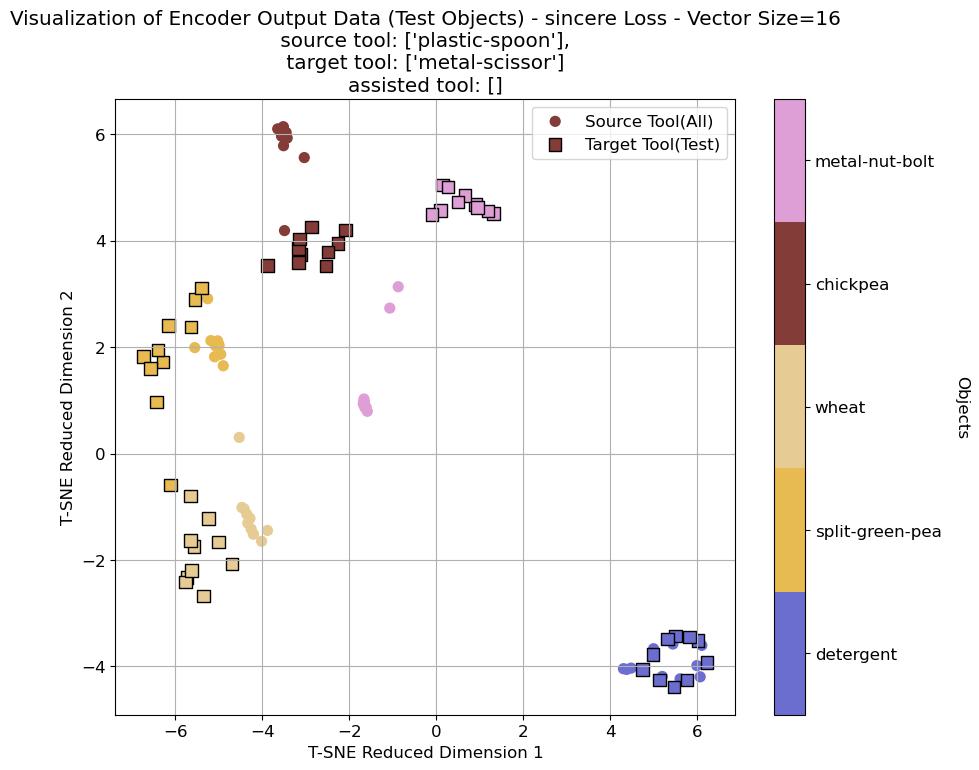 Visualization of Encoder Output Data (Test Objects) - sincere Loss - Vector Size=16
source tool: ['plastic-spoon'],
target tool: ['metal-scissor']
assisted tool: []
Source Tool(All)
Target Tool(Test)
6
4
2
0
−2
−4
T-SNE Reduced Dimension 2
−6
−4
−2
0
2
4
6
T-SNE Reduced Dimension 1
metal-nut-bolt
chickpea
wheat
split-green-pea
detergent
Objects